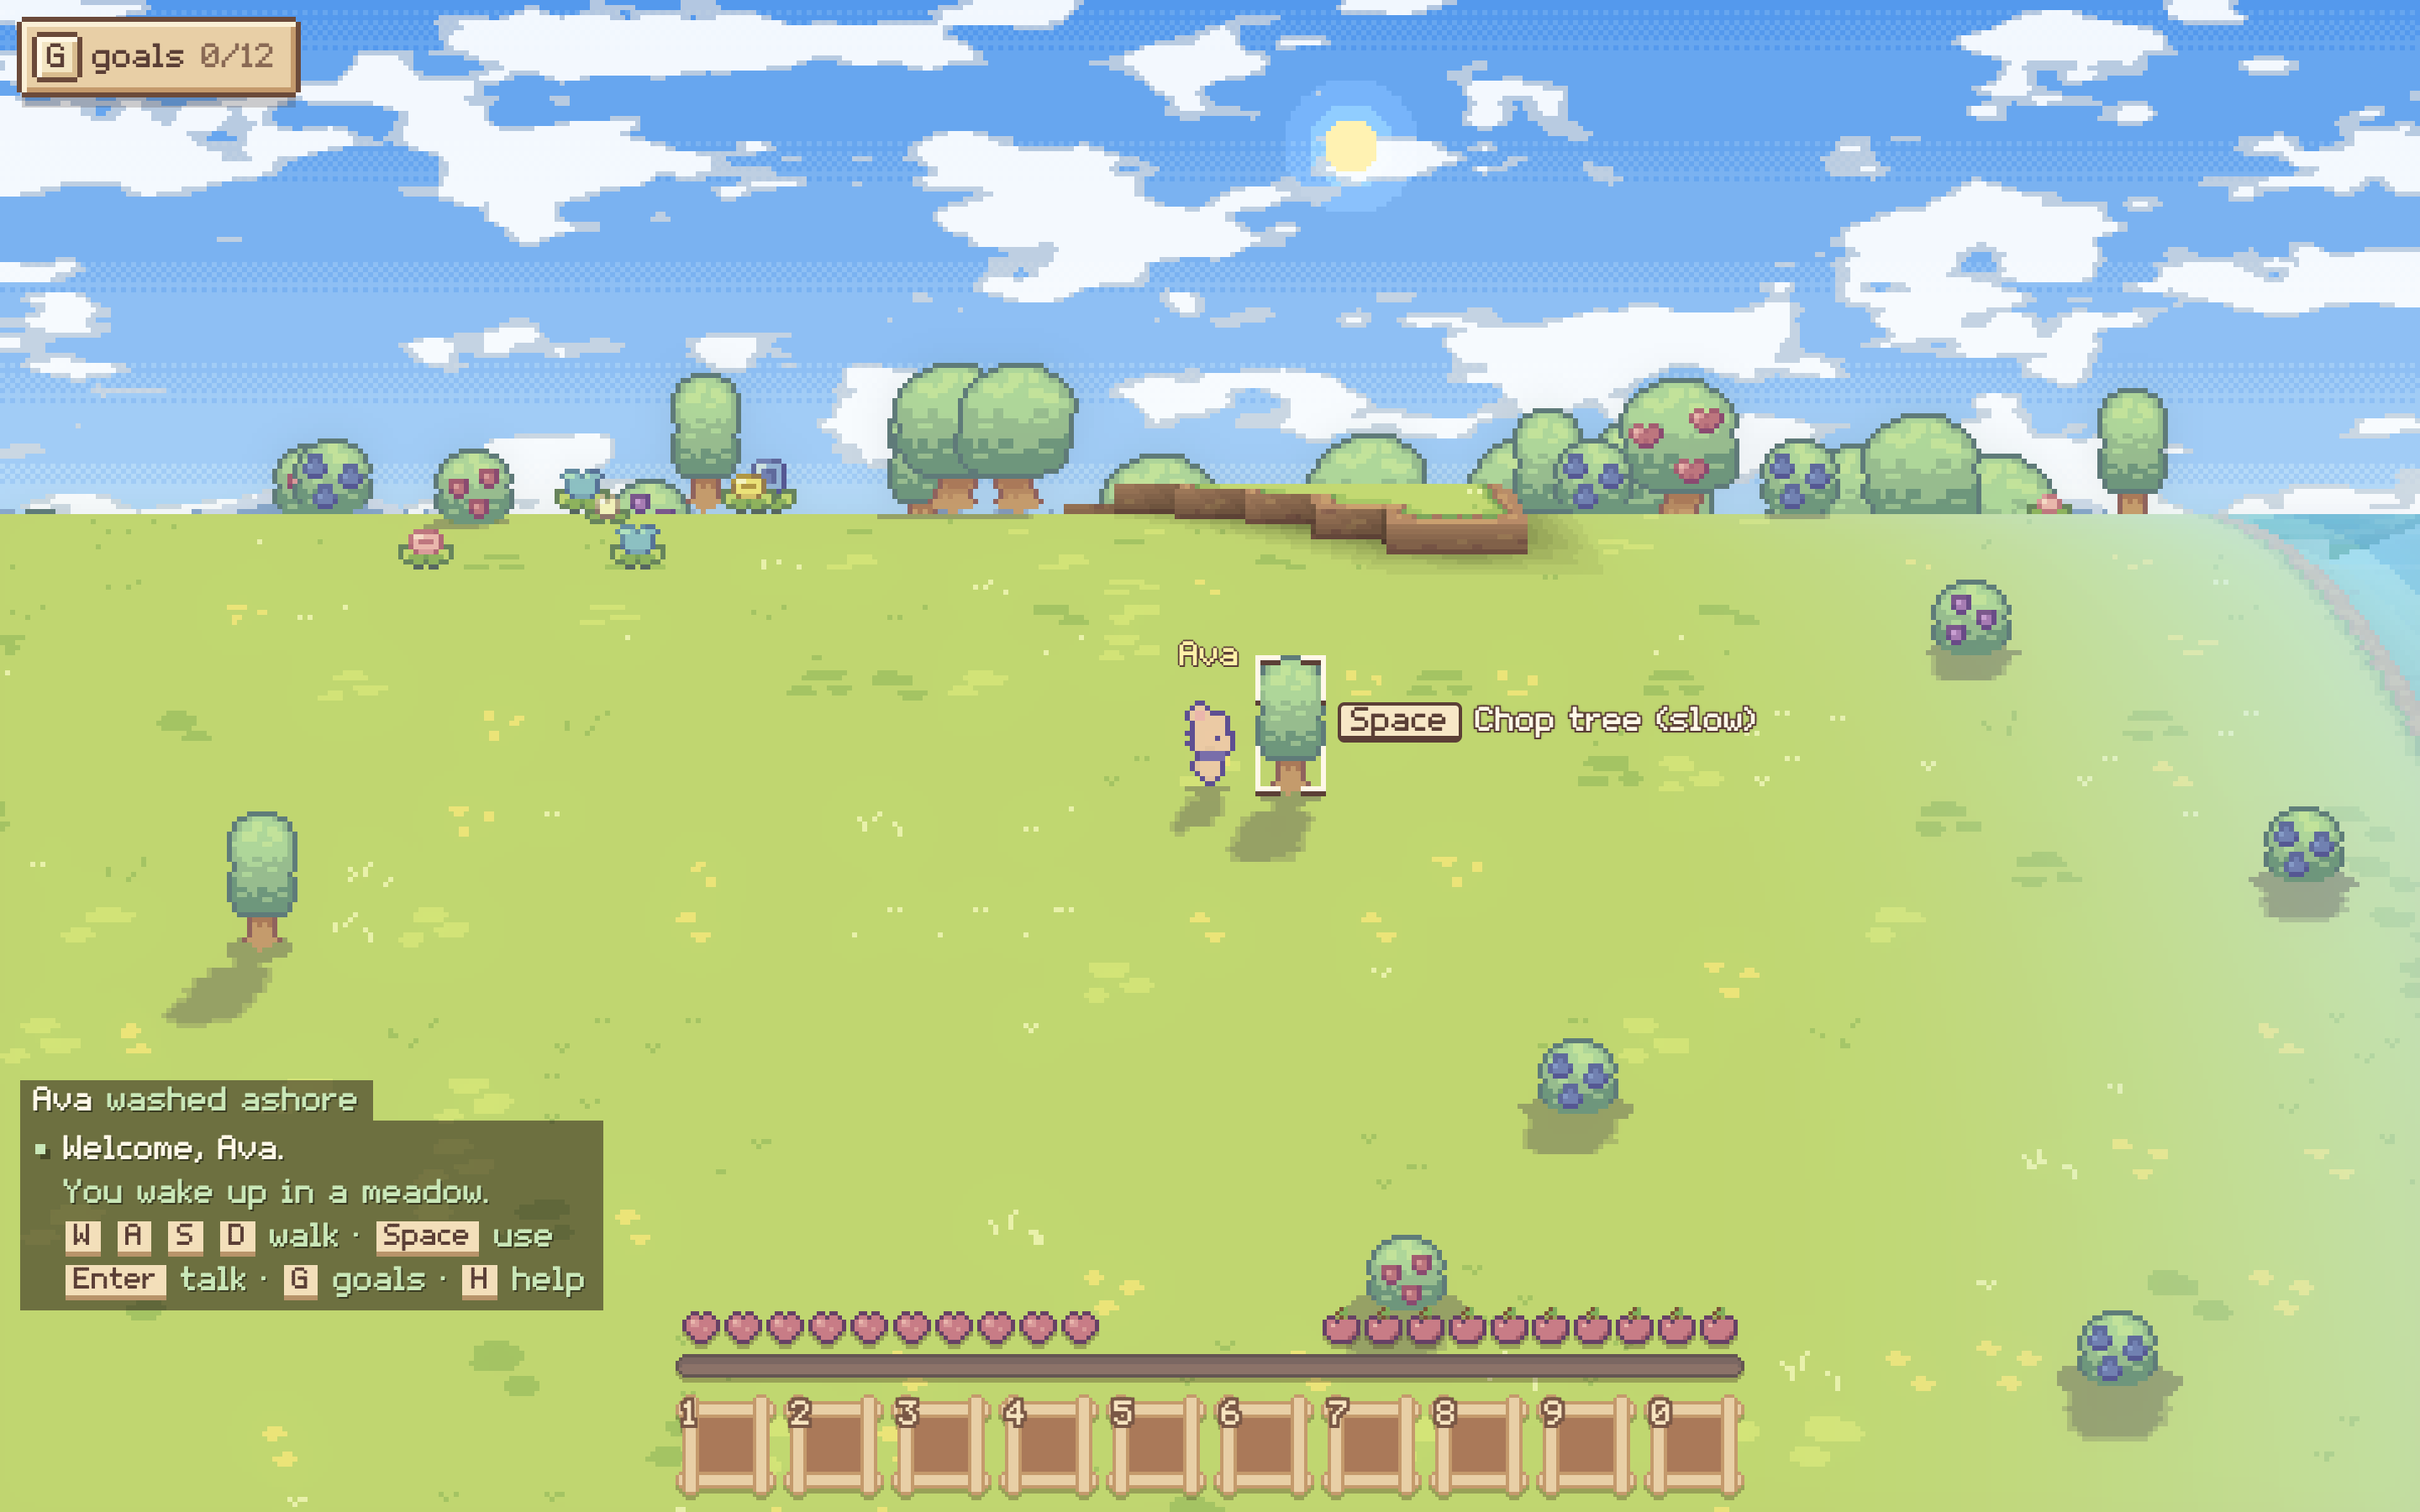 G goals 0/12
Ava
Space Chop tree (slow)
Ava washed ashore
Welcome, Ava.
You wake up in a meadow.
W A S D walk · Space use
Enter talk · G goals · H help
1 2 3 4 5 6 7 8 9 0